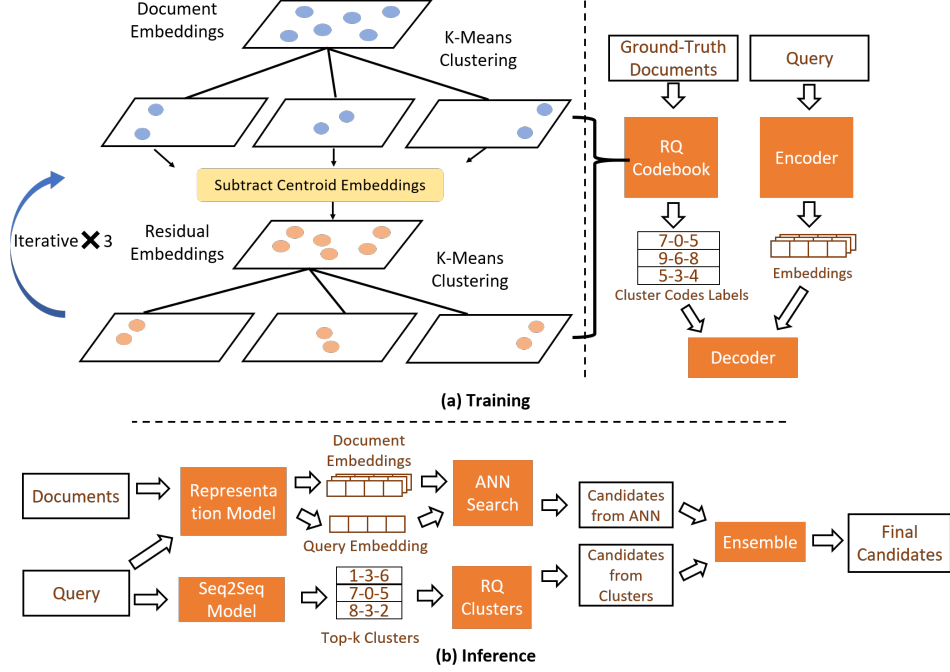 Document
Embeddings
K-Means
Clustering
Subtract Centroid Embeddings
Iterative × 3
Residual
Embeddings
K-Means
Clustering
Ground-Truth
Documents
Query
RQ
Codebook
Encoder
7-0-5
9-6-8
5-3-4
Cluster Codes Labels
Embeddings
Decoder
(a) Training
Documents
Query
Representa
tion Model
Seq2Seq
Model
Document
Embeddings
Query Embedding
1-3-6
7-0-5
8-3-2
Top-k Clusters
ANN
Search
RQ
Clusters
Candidates
from ANN
Candidates
from
Clusters
Ensemble
Final
Candidates
(b) Inference